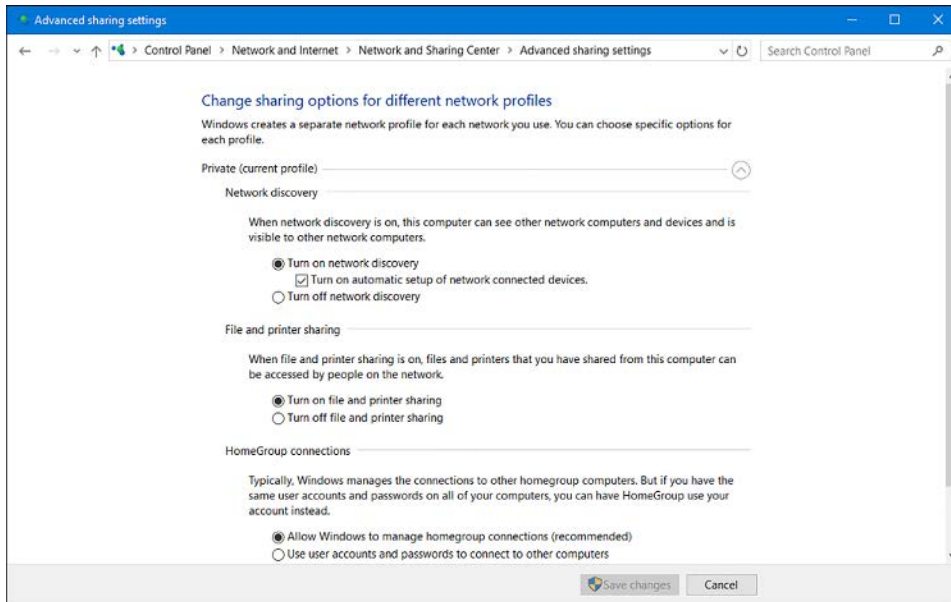 Advanced sharing settings
Control Panel > Network and Internet > Network and Sharing Center > Advanced sharing settings
Search Control Panel
Change sharing options for different network profiles
Windows creates a separate network profile for each network you use. You can choose specific options for
each profile.
Private (current profile)
Network discovery
When network discovery is on, this computer can see other network computers and devices and is
visible to other network computers.
Turn on network discovery
Turn on automatic setup of network connected devices.
Turn off network discovery
File and printer sharing
When file and printer sharing is on, files and printers that you have shared from this computer can
be accessed by people on the network.
Turn on file and printer sharing
Turn off file and printer sharing
HomeGroup connections
Typically, Windows manages the connections to other homegroup computers. But if you have the
same user accounts and passwords on all of your computers, you can have HomeGroup use your
account instead.
Allow Windows to manage homegroup connections (recommended)
Use user accounts and passwords to connect to other computers
Save changes
Cancel